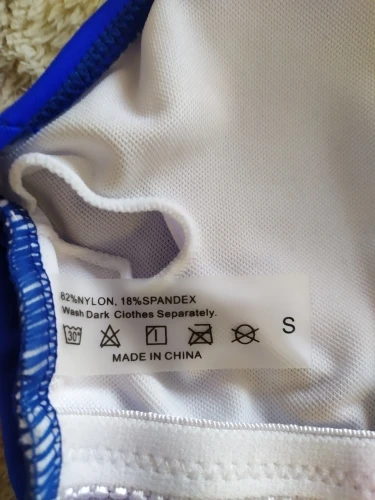 82%NYLON, 18%SPANDEX
Wash Dark Clothes Separately.
30° S
MADE IN CHINA